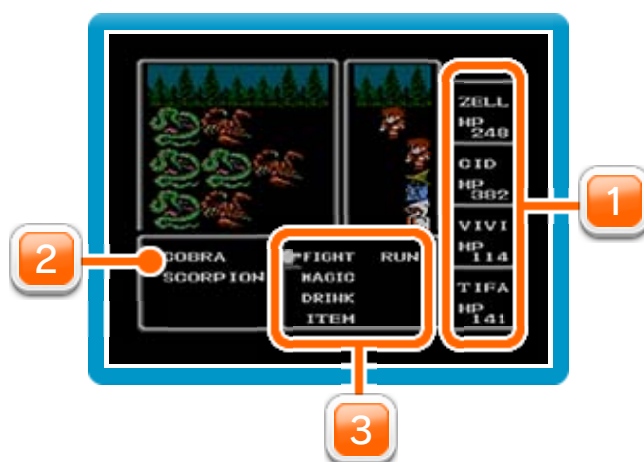 ZELL
HP
248
CID
HP
382
1
VIVI
HP
114
2
COBRA
FIGHT
RUN
SCORPION
MAGIC
DRINK
TIFA
ITEM
HP
141
3